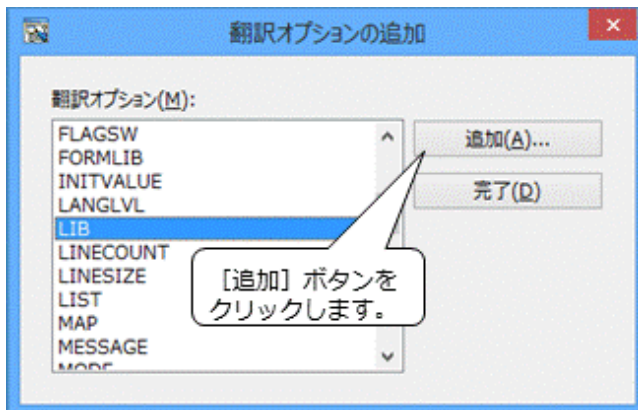 翻訳オプションの追加
翻訳オプション(M):
FLAGSW
FORMLIB
INITVALUE
LANGLVL
LIB
LINECOUNT
LINESIZE
LIST
MAP
MESSAGE
MODE
追加(A)...
完了(D)
［追加］ボタンを
クリックします。